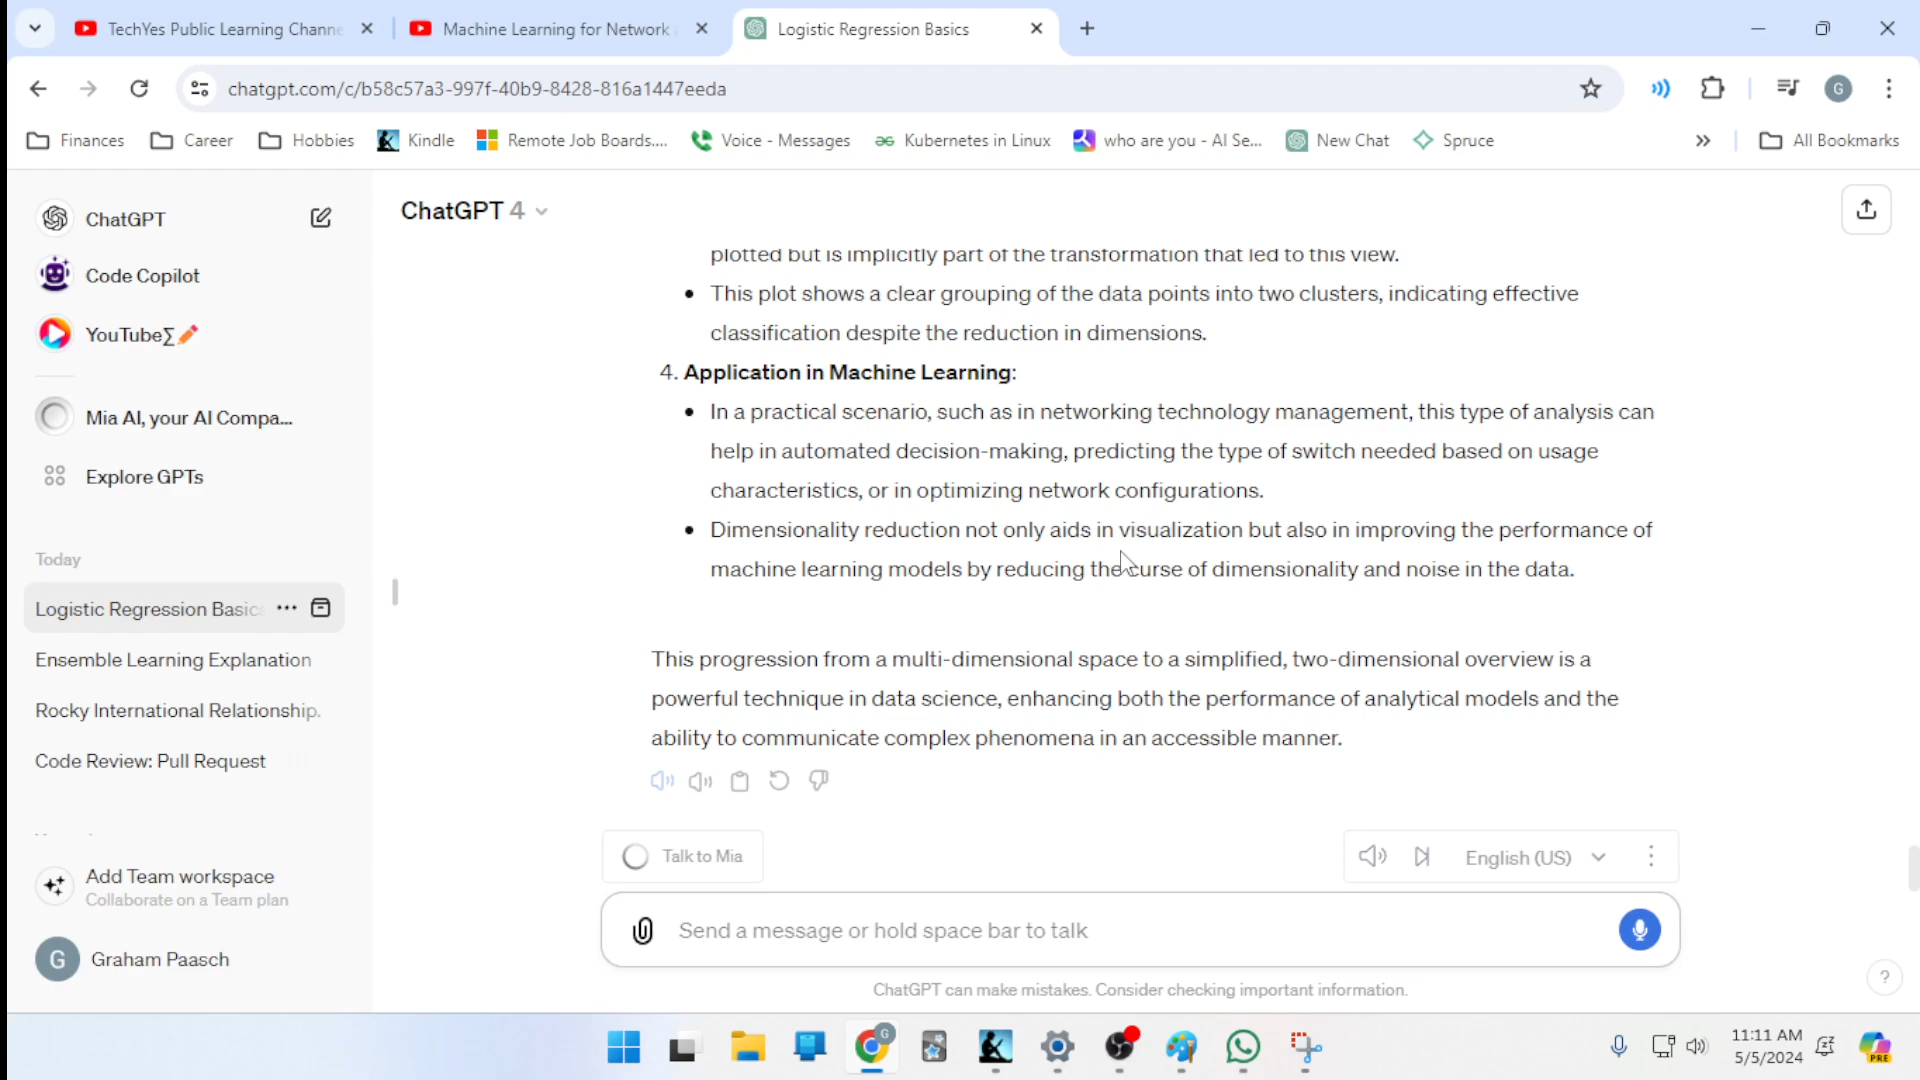 TechYes Public Learning Channe
Machine Learning for Network
Logistic Regression Basics
chatgpt.com/c/b58c57a3-997f-40b9-8428-816a1447eeda
G
Finances
Career
Hobbies
Kindle
Remote Job Boards....
Voice - Messages
Kubernetes in Linux
who are you - AI Se...
New Chat
Spruce
All Bookmarks
ChatGPT
Code Copilot
YouTube∑
Mia AI, your AI Compa...
Explore GPTs
Today
Logistic Regression Basics
Ensemble Learning Explanation
Rocky International Relationship.
Code Review: Pull Request
Add Team workspace
Collaborate on a Team plan
G
Graham Paasch
ChatGPT 4
plotted but is implicitly part of the transformation that led to this view.
• This plot shows a clear grouping of the data points into two clusters, indicating effective
classification despite the reduction in dimensions.
4. Application in Machine Learning:
• In a practical scenario, such as in networking technology management, this type of analysis can
help in automated decision-making, predicting the type of switch needed based on usage
characteristics, or in optimizing network configurations.
• Dimensionality reduction not only aids in visualization but also in improving the performance of
machine learning models by reducing the curse of dimensionality and noise in the data.
This progression from a multi-dimensional space to a simplified, two-dimensional overview is a
powerful technique in data science, enhancing both the performance of analytical models and the
ability to communicate complex phenomena in an accessible manner.
Talk to Mia
English (US)
Send a message or hold space bar to talk
ChatGPT can make mistakes. Consider checking important information.
?
G
11:11 AM
5/5/2024
PRE